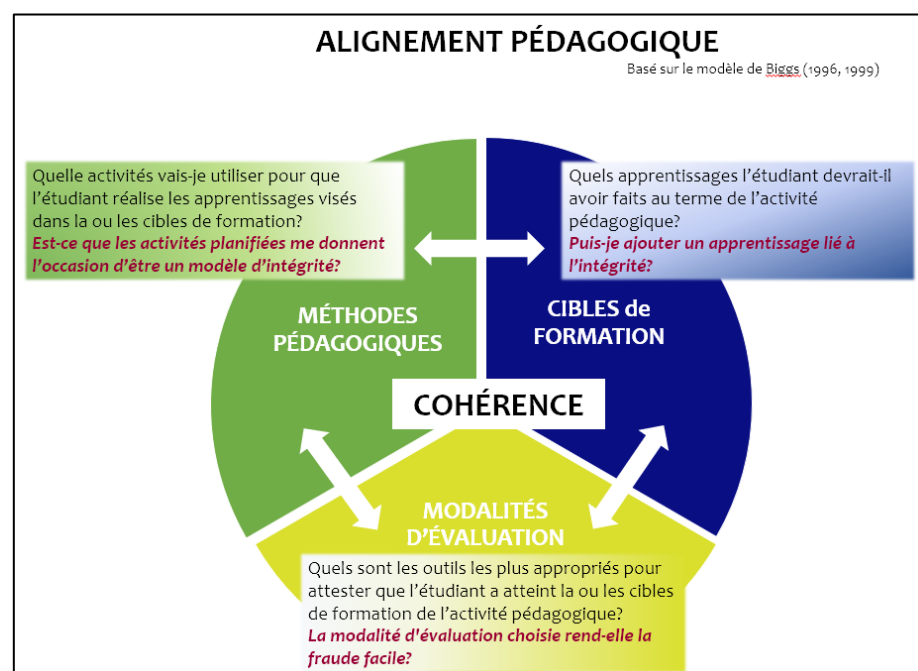 ALIGNEMENT PÉDAGOGIQUE
Basé sur le modèle de Biggs (1996, 1999)
Quelle activités vais-je utiliser pour que
l’étudiant réalise les apprentissages visés
dans la ou les cibles de formation?
Est-ce que les activités planifiées me donnent
l’occasion d’être un modèle d’intégrité?
Quels apprentissages l’étudiant devrait-il
avoir faits au terme de l’activité
pédagogique?
Puis-je ajouter un apprentissage lié à
l’intégrité?
MÉTHODES
PÉDAGOGIQUES
CIBLES de
FORMATION
COHÉRENCE
MODALITÉS
D’ÉVALUATION
Quels sont les outils les plus appropriés pour
attester que l’étudiant a atteint la ou les cibles
de formation de l’activité pédagogique?
La modalité d'évaluation choisie rend-elle la
fraude facile?